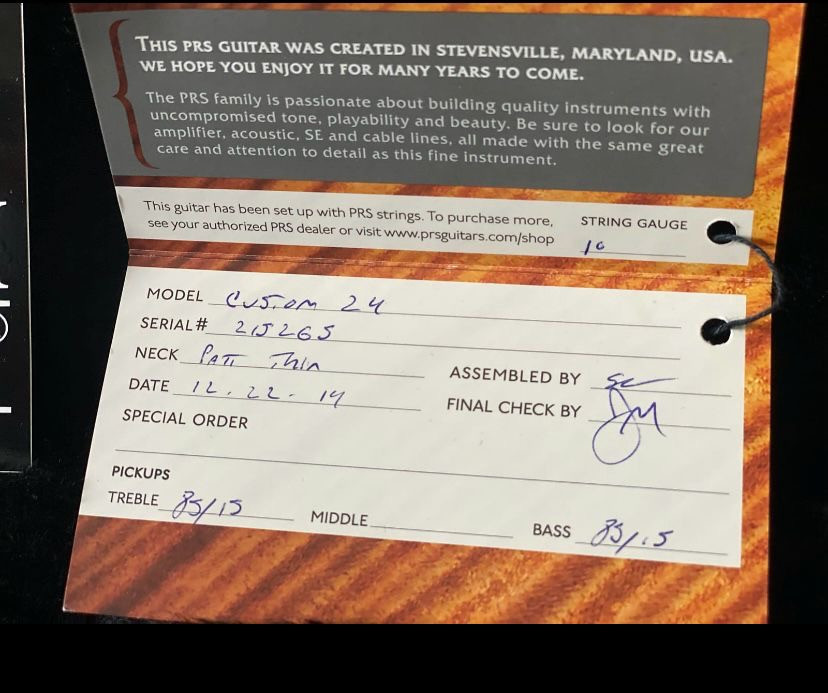 THIS PRS GUITAR WAS CREATED IN STEVENSVILLE, MARYLAND, USA.
WE HOPE YOU ENJOY IT FOR MANY YEARS TO COME.
The PRS family is passionate about building quality instruments with
uncompromised tone, playability and beauty. Be sure to look for our
amplifier, acoustic, SE and cable lines, all made with the same great
care and attention to detail as this fine instrument.
This guitar has been set up with PRS strings. To purchase more,
see your authorized PRS dealer or visit www.prsguitars.com/shop
STRING GAUGE
10
MODEL Custom 24
SERIAL# 215265
NECK Patt Thin
DATE 12.22.14
ASSEMBLED BY SC
FINAL CHECK BY JM
SPECIAL ORDER
PICKUPS
TREBLE 85/15
MIDDLE
BASS 85/15